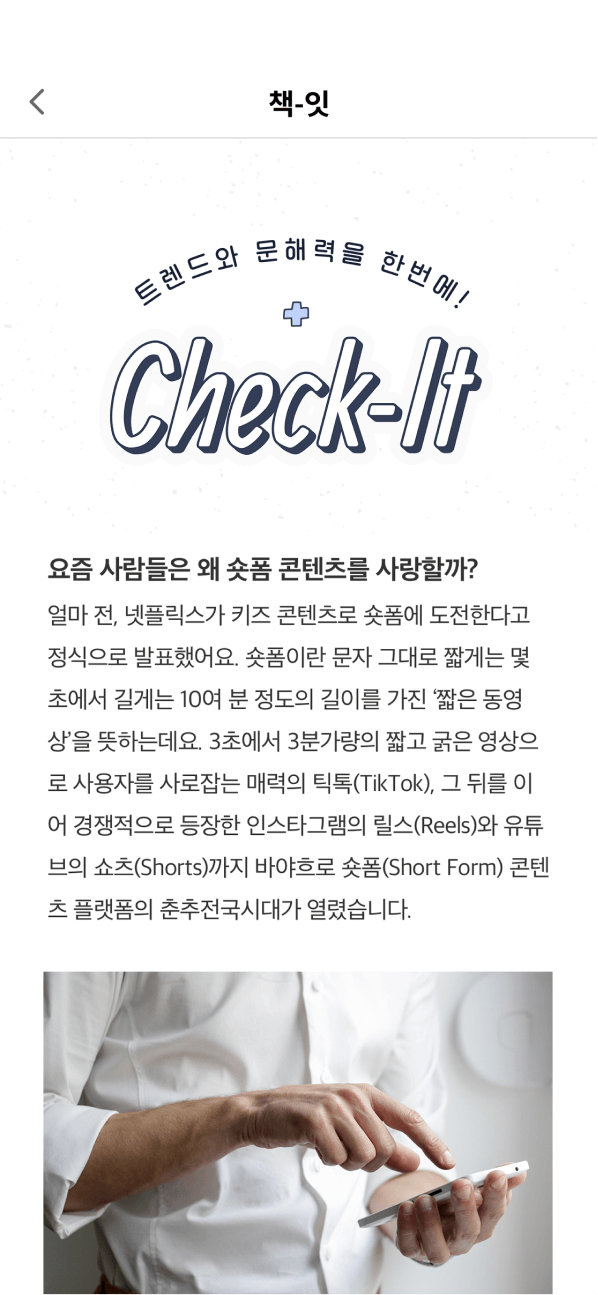 책-잇
트렌드와 문해력을 한번에!
Check-It
요즘 사람들은 왜 숏폼 콘텐츠를 사랑할까?
얼마 전, 넷플릭스가 키즈 콘텐츠로 숏폼에 도전한다고
정식으로 발표했어요. 숏폼이란 문자 그대로 짧게는 몇
초에서 길게는 10여 분 정도의 길이를 가진 ‘짧은 동영
상’을 뜻하는데요. 3초에서 3분가량의 짧고 굵은 영상으
로 사용자를 사로잡는 매력의 틱톡(TikTok), 그 뒤를 이
어 경쟁적으로 등장한 인스타그램의 릴스(Reels)와 유튜
브의 쇼츠(Shorts)까지 바야흐로 숏폼(Short Form) 콘텐
츠 플랫폼의 춘추전국시대가 열렸습니다.